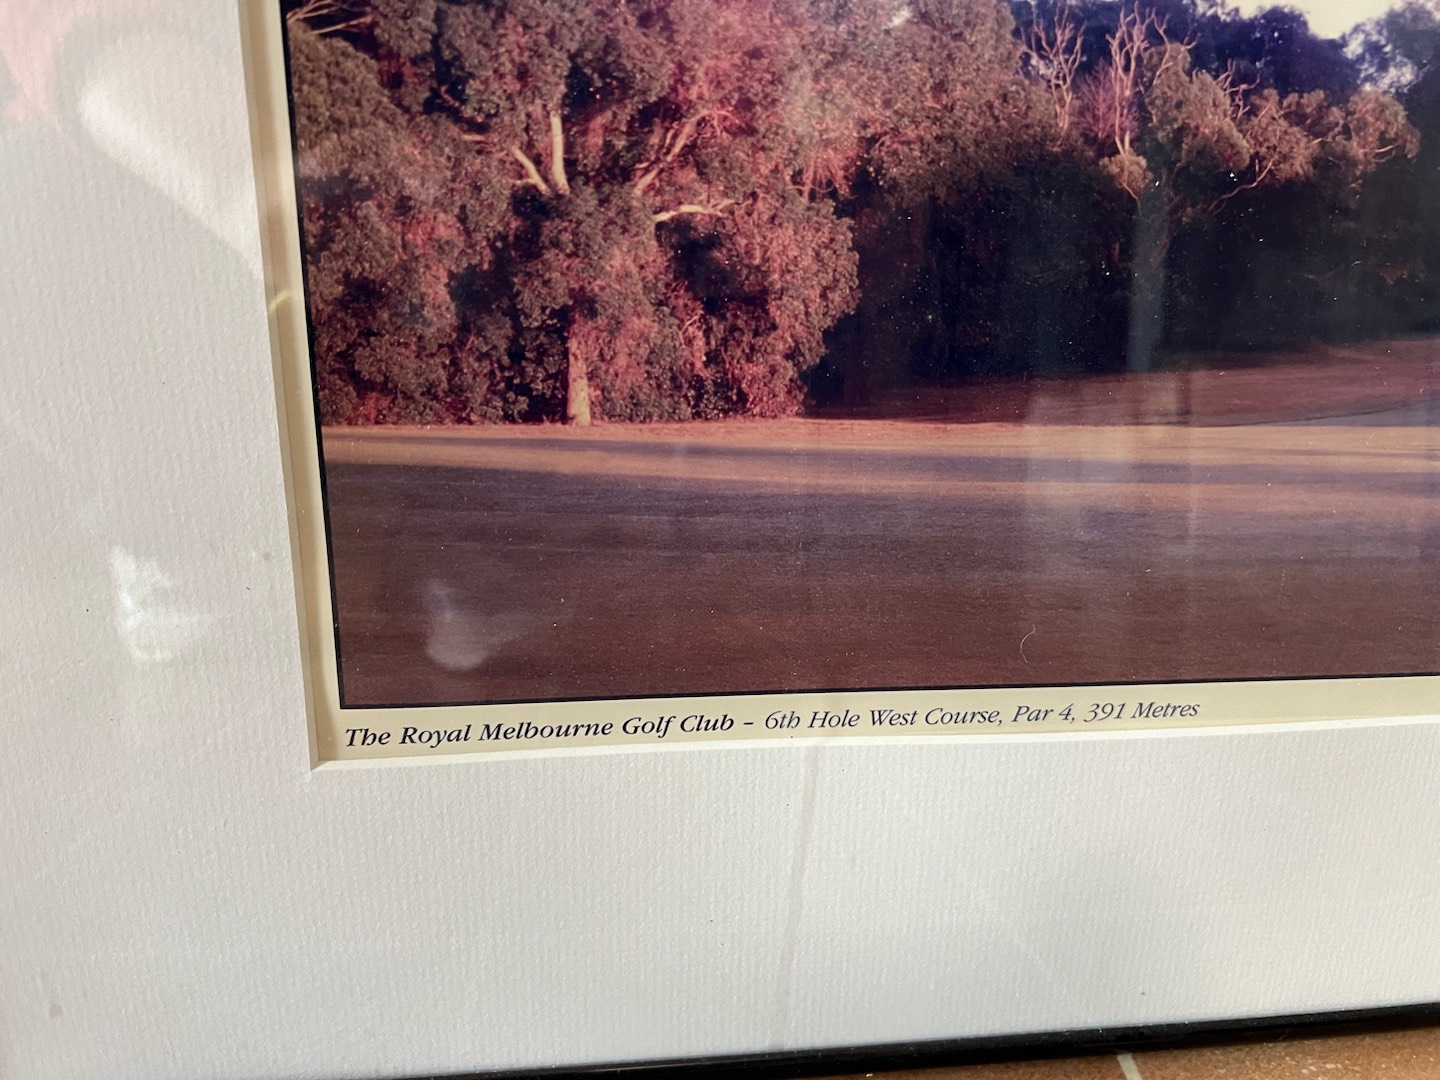 The Royal Melbourne Golf Club – 6th Hole West Course, Par 4, 391 Metres